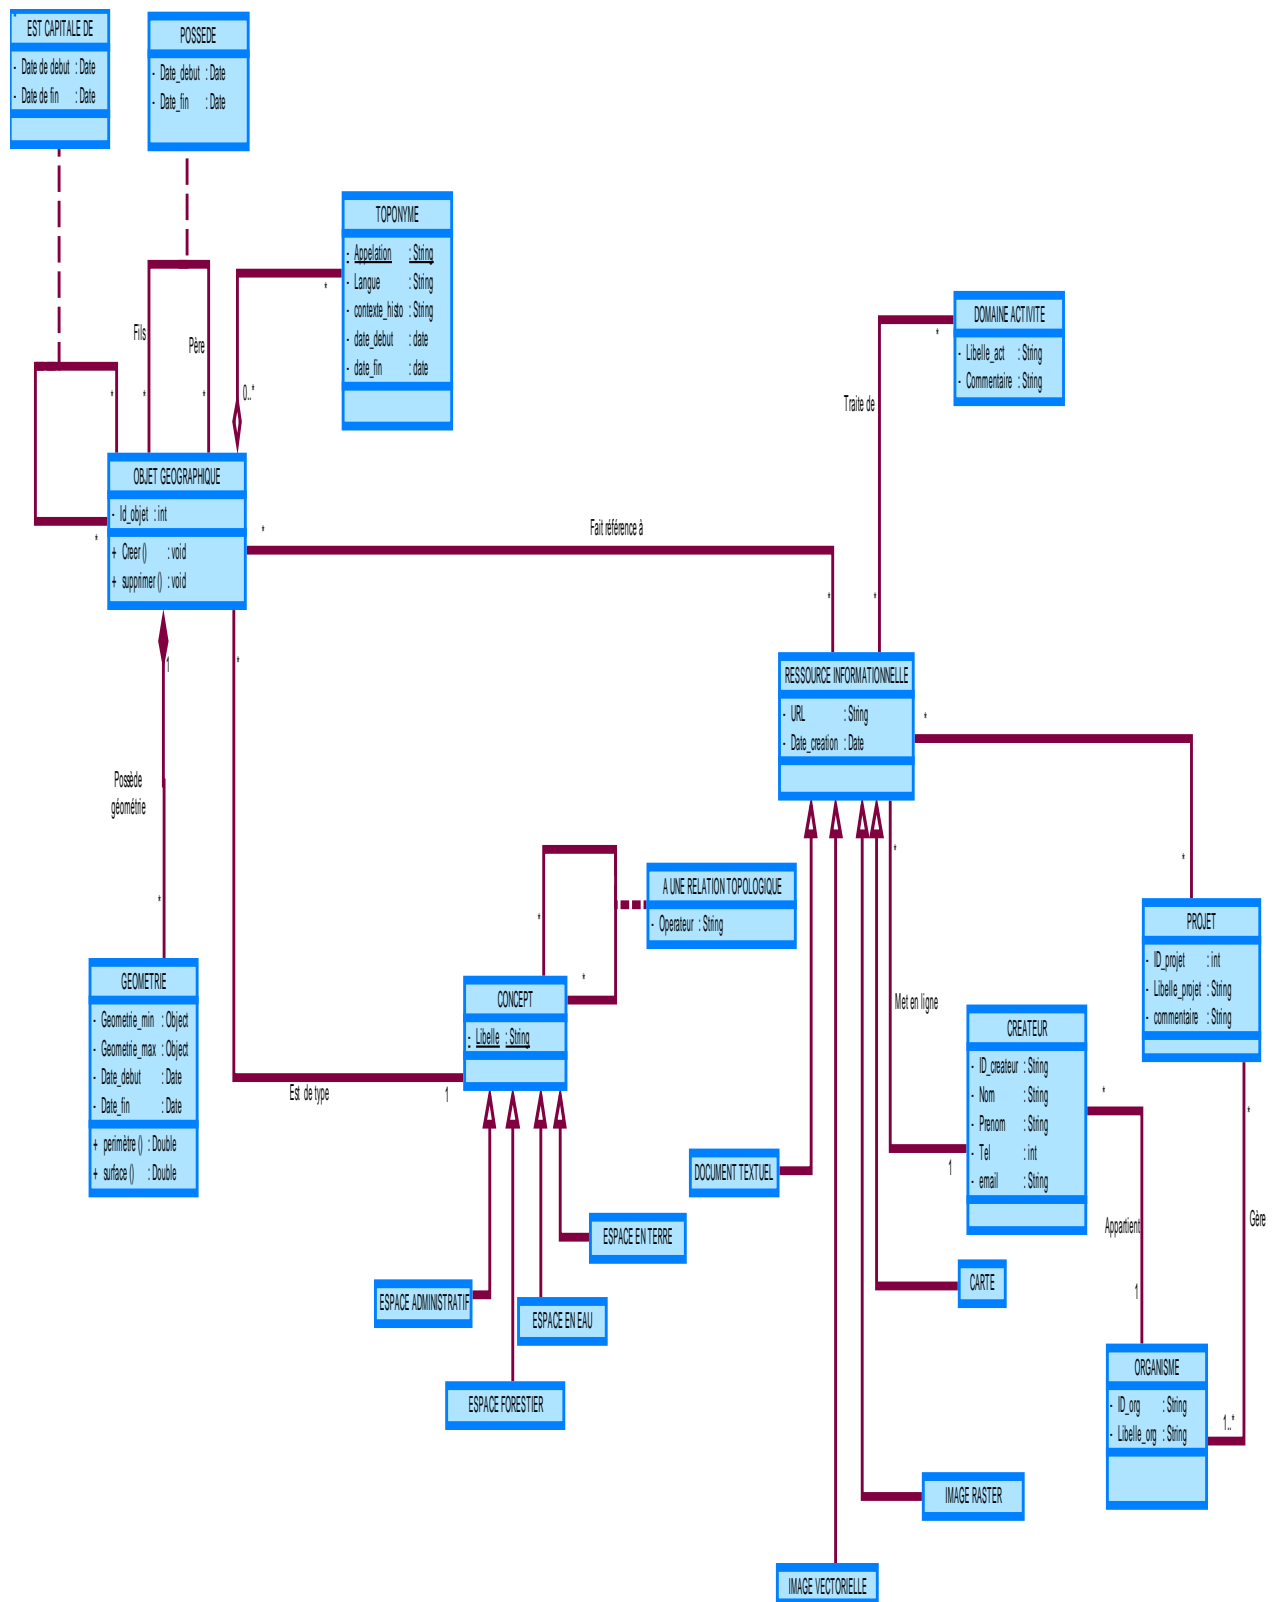 EST CAPITALE DE
- Date de debut : Date
- Date de fin : Date
POSSEDE
- Date_debut : Date
- Date_fin : Date
TOPONYME
- Appelation : String
- Langue : String
- contexte_histo : String
- date_debut : date
- date_fin : date
DOMAINE ACTIVITE
- Libelle_act : String
- Commentaire : String
Fils
Père
*
*
*
*
0..*
*
*
Traite de
*
OBJET GEOGRAPHIQUE
- Id_objet : int
+ Creer () : void
+ supprimer () : void
*
Fait référence à
*
1
*
Possède
géométrie
*
RESSOURCE INFORMATIONNELLE
- URL : String
- Date_creation : Date
*
*
*
A UNE RELATION TOPOLOGIQUE
- Operateur : String
*
*
CONCEPT
- Libelle : String
GEOMETRIE
- Geometrie_min : Object
- Geometrie_max : Object
- Date_debut : Date
- Date_fin : Date
+ perimètre () : Double
+ surface () : Double
Est de type
1
PROJET
- ID_projet : int
- Libelle_projet : String
- commentaire : String
Met en ligne
1
CREATEUR
- ID_createur : String
- Nom : String
- Prenom : String
- Tel : int
- email : String
*
*
Appartient
1
Gère
DOCUMENT TEXTUEL
ESPACE EN TERRE
ESPACE ADMINISTRATIF
ESPACE EN EAU
ESPACE FORESTIER
CARTE
ORGANISME
- ID_org : String
- Libelle_org : String
1..*
IMAGE RASTER
IMAGE VECTORIELLE